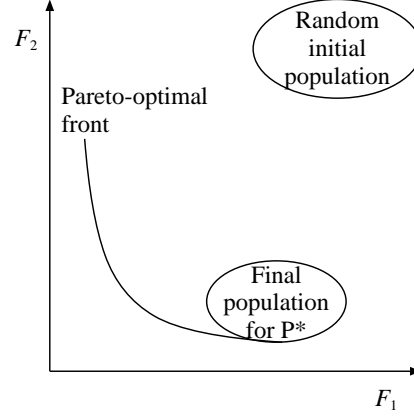 F2
Random
initial
population
Pareto-optimal
front
Final
population
for P*
F1